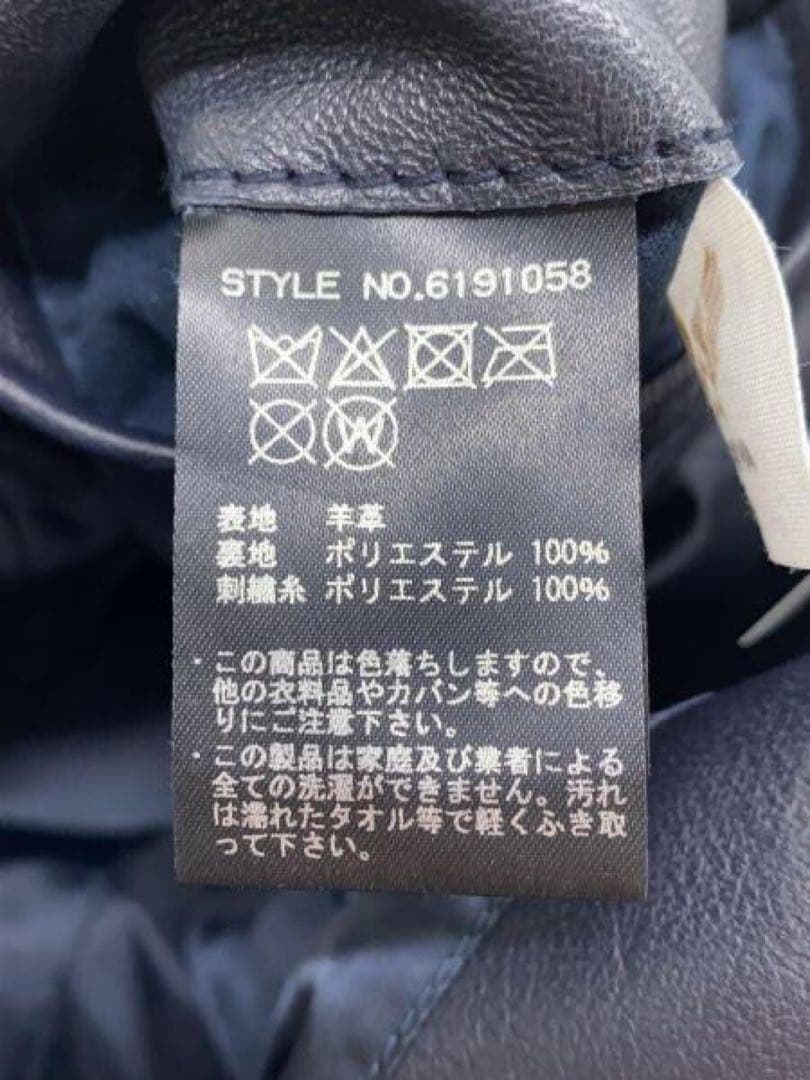 STYLE NO.6191058
W
表地 羊革
裏地 ポリエステル 100%
刺繍糸 ポリエステル 100%
・この商品は色落ちしますので、
他の衣料品やカバン等への色移
りにご注意下さい。
・この製品は家庭及び業者による
全ての洗濯ができません。汚れ
は濡れたタオル等で軽くふき取
って下さい。